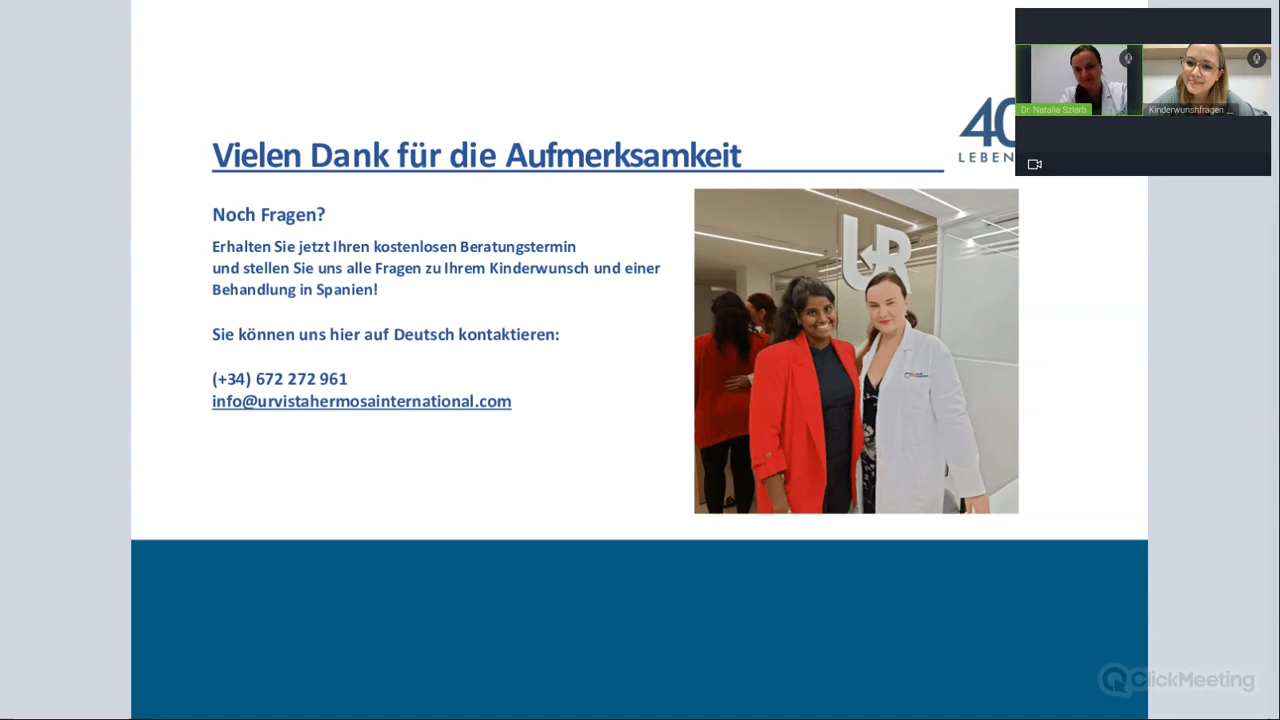 Vielen Dank für die Aufmerksamkeit
40
LEBEN
Noch Fragen?
Erhalten Sie jetzt Ihren kostenlosen Beratungstermin
und stellen Sie uns alle Fragen zu Ihrem Kinderwunsch und einer
Behandlung in Spanien!
Sie können uns hier auf Deutsch kontaktieren:
(+34) 672 272 961
info@urvistahermosainternational.com
UR
Dr. Natalia Szlarb
Kinderwunshfragen _
ClickMeeting